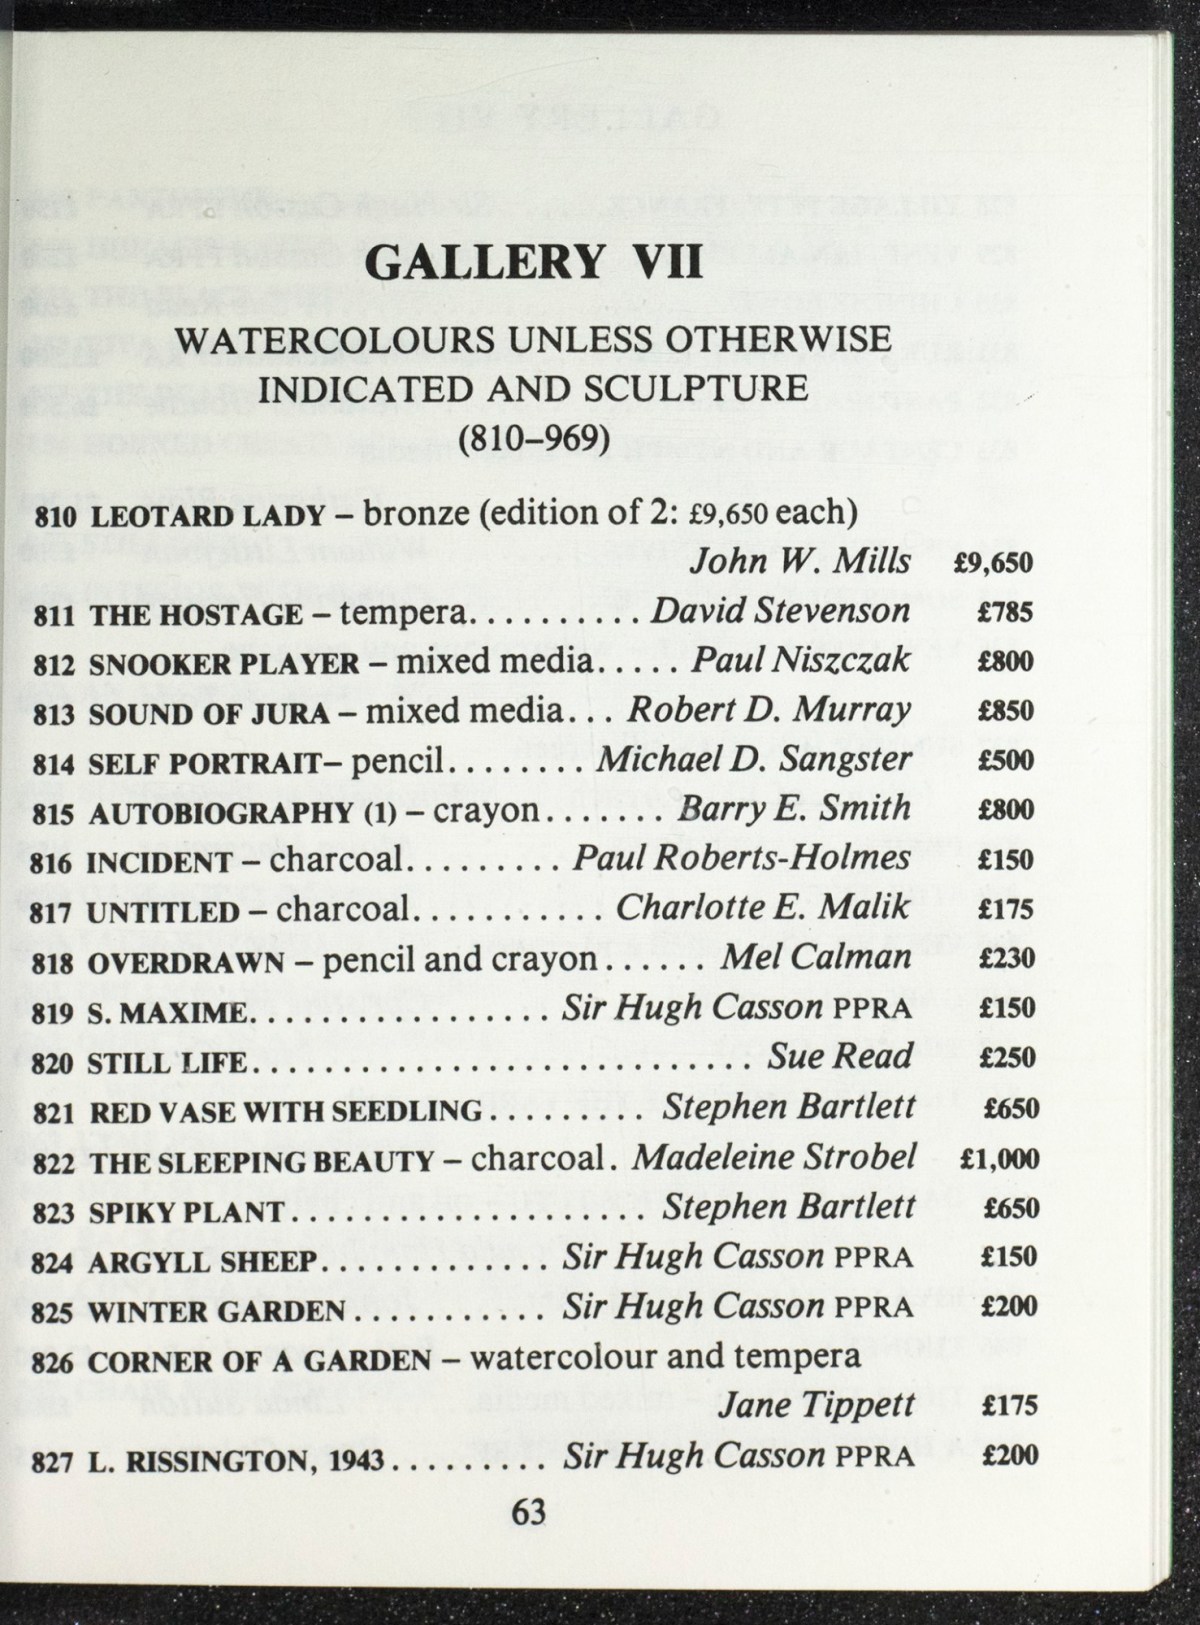 GALLERY VII
WATERCOLOURS UNLESS OTHERWISE
INDICATED AND SCULPTURE
(810–969)
810 LEOTARD LADY – bronze (edition of 2: £9,650 each)
John W. Mills £9,650
811 THE HOSTAGE – tempera.......... David Stevenson £785
812 SNOOKER PLAYER – mixed media..... Paul Niszczak £800
813 SOUND OF JURA – mixed media... Robert D. Murray £850
814 SELF PORTRAIT– pencil........ Michael D. Sangster £500
815 AUTOBIOGRAPHY (1) – crayon....... Barry E. Smith £800
816 INCIDENT – charcoal......... Paul Roberts-Holmes £150
817 UNTITLED – charcoal........... Charlotte E. Malik £175
818 OVERDRAWN – pencil and crayon...... Mel Calman £230
819 S. MAXIME................. Sir Hugh Casson PPRA £150
820 STILL LIFE............................ Sue Read £250
821 RED VASE WITH SEEDLING......... Stephen Bartlett £650
822 THE SLEEPING BEAUTY – charcoal. Madeleine Strobel £1,000
823 SPIKY PLANT.................... Stephen Bartlett £650
824 ARGYLL SHEEP............. Sir Hugh Casson PPRA £150
825 WINTER GARDEN........... Sir Hugh Casson PPRA £200
826 CORNER OF A GARDEN – watercolour and tempera
Jane Tippett £175
827 L. RISSINGTON, 1943......... Sir Hugh Casson PPRA £200
63